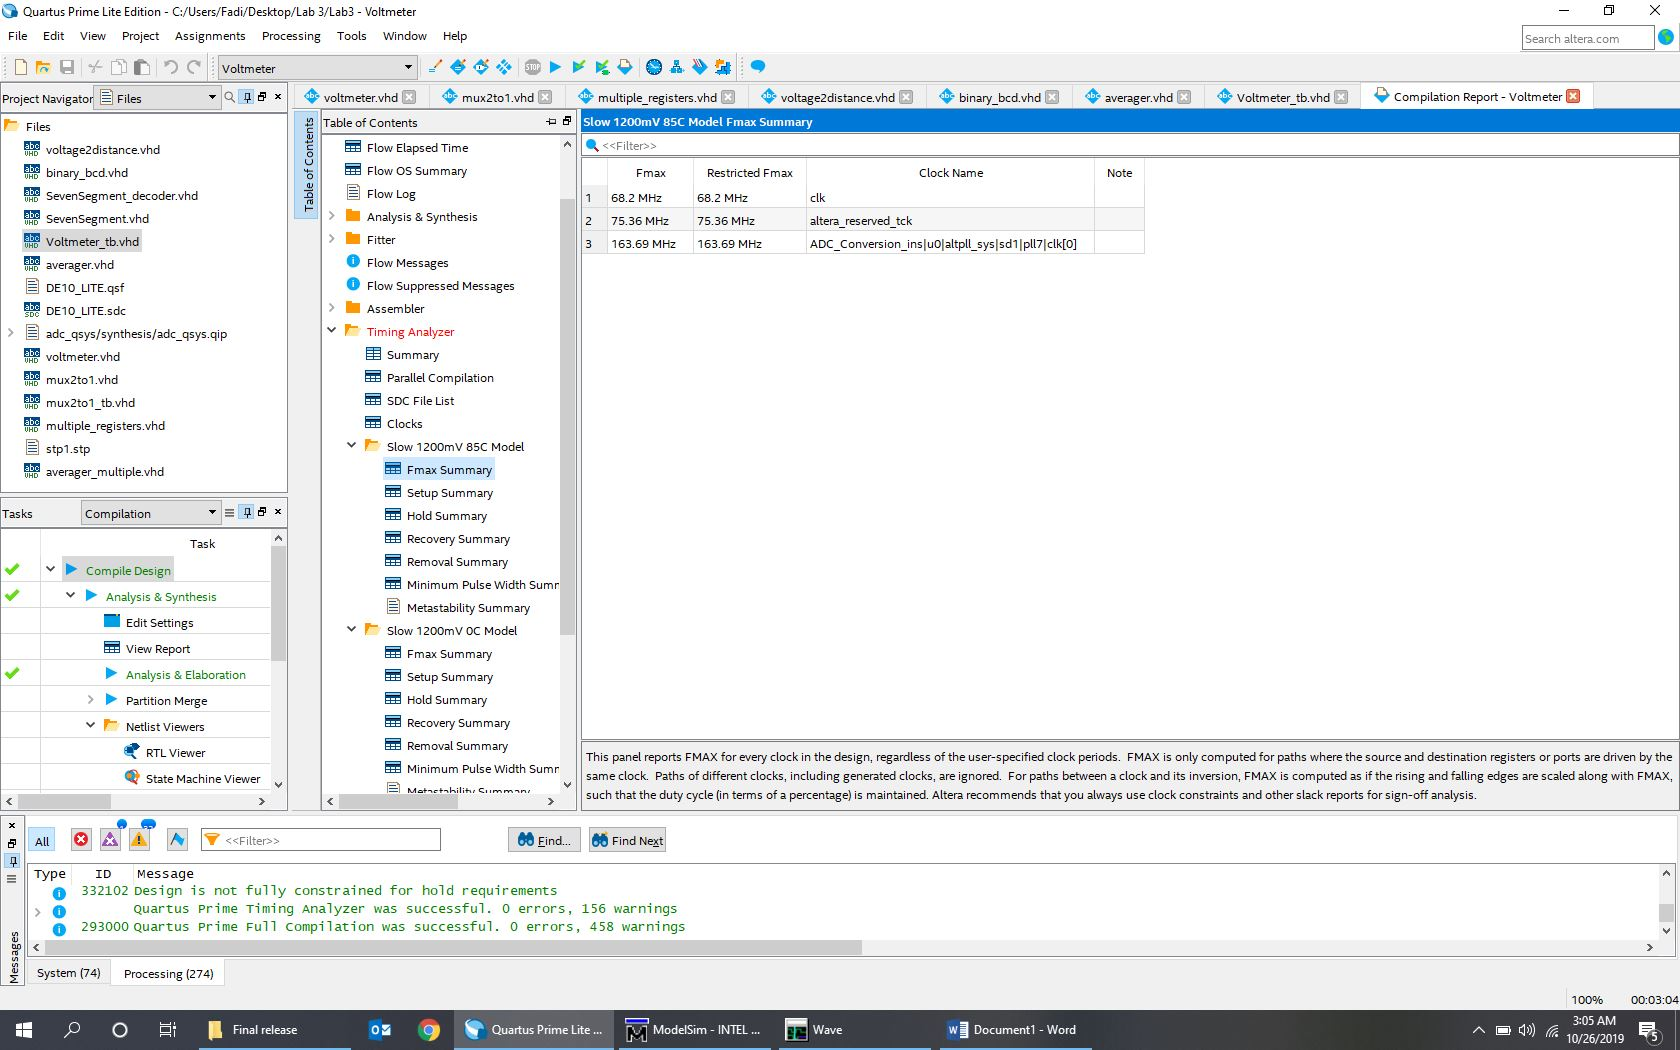 Quartus Prime Lite Edition - C:/Users/Fadi/Desktop/Lab 3/Lab3 - Voltmeter
File Edit View Project Assignments Processing Tools Window Help
Search altera.com
Voltmeter
Project Navigator Files
voltmeter.vhd mux2to1.vhd multiple_registers.vhd voltage2distance.vhd binary_bcd.vhd averager.vhd Voltmeter_tb.vhd Compilation Report - Voltmeter
Files
voltage2distance.vhd
binary_bcd.vhd
SevenSegment_decoder.vhd
SevenSegment.vhd
Voltmeter_tb.vhd
averager.vhd
DE10_LITE.qsf
DE10_LITE.sdc
adc_qsys/synthesis/adc_qsys.qip
voltmeter.vhd
mux2to1.vhd
mux2to1_tb.vhd
multiple_registers.vhd
stp1.stp
averager_multiple.vhd
Tasks Compilation
Task
Compile Design
Analysis & Synthesis
Edit Settings
View Report
Analysis & Elaboration
Partition Merge
Netlist Viewers
RTL Viewer
State Machine Viewer
Table of Contents
Table of Contents
Flow Elapsed Time
Flow OS Summary
Flow Log
Analysis & Synthesis
Fitter
Flow Messages
Flow Suppressed Messages
Assembler
Timing Analyzer
Summary
Parallel Compilation
SDC File List
Clocks
Slow 1200mV 85C Model
Fmax Summary
Setup Summary
Hold Summary
Recovery Summary
Removal Summary
Minimum Pulse Width Summ
Metastability Summary
Slow 1200mV 0C Model
Fmax Summary
Setup Summary
Hold Summary
Recovery Summary
Removal Summary
Minimum Pulse Width Summ
Metastability Summary
Slow 1200mV 85C Model Fmax Summary
<<Filter>>
Fmax Restricted Fmax Clock Name Note
1 68.2 MHz 68.2 MHz clk
2 75.36 MHz 75.36 MHz altera_reserved_tck
3 163.69 MHz 163.69 MHz ADC_Conversion_ins|u0|altpll_sys|sd1|pll7|clk[0]
This panel reports FMAX for every clock in the design, regardless of the user-specified clock periods. FMAX is only computed for paths where the source and destination registers or ports are driven by the
same clock. Paths of different clocks, including generated clocks, are ignored. For paths between a clock and its inversion, FMAX is computed as if the rising and falling edges are scaled along with FMAX,
such that the duty cycle (in terms of a percentage) is maintained. Altera recommends that you always use clock constraints and other slack reports for sign-off analysis.
Messages
All <<Filter>> Find... Find Next
Type ID Message
332102 Design is not fully constrained for hold requirements
Quartus Prime Timing Analyzer was successful. 0 errors, 156 warnings
293000 Quartus Prime Full Compilation was successful. 0 errors, 458 warnings
System (74) Processing (274)
100% 00:03:04
Final release Quartus Prime Lite ... ModelSim - INTEL ... Wave Document1 - Word
3:05 AM
10/26/2019
5